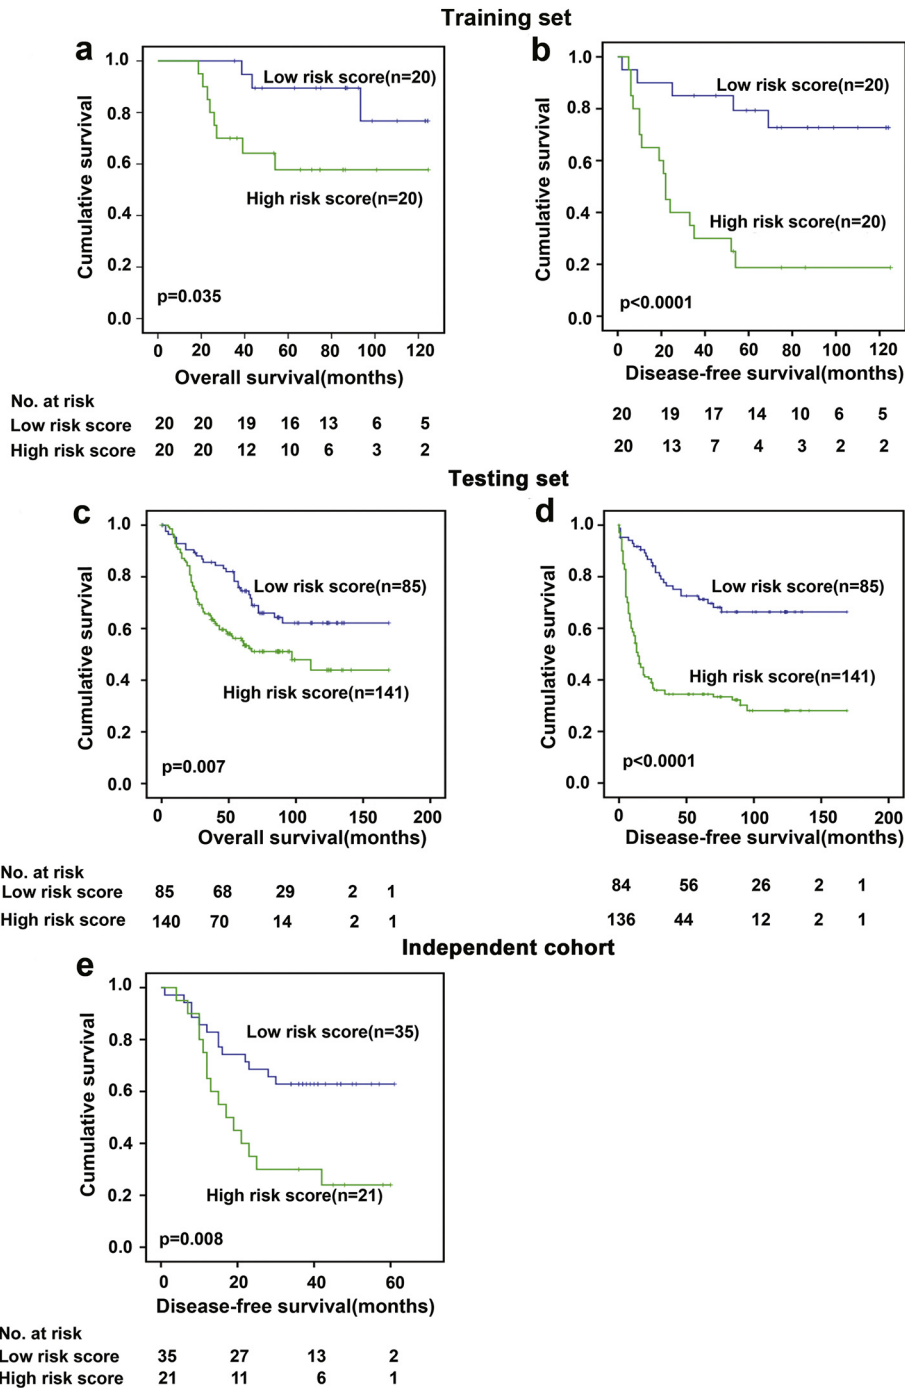 Training set
a
b
1.0
0.8
0.6
0.4
0.2
0.0
Cumulative survival
Low risk score(n=20)
High risk score(n=20)
p=0.035
0 20 40 60 80 100 120
Overall survival(months)
1.0
0.8
0.6
0.4
0.2
0.0
Cumulative survival
Low risk score(n=20)
High risk score(n=20)
p<0.0001
0 20 40 60 80 100 120
Disease-free survival(months)
No. at risk
Low risk score 20 20 19 16 13 6 5
High risk score 20 20 12 10 6 3 2
20 19 17 14 10 6 5
20 13 7 4 3 2 2
Testing set
c
d
1.0
0.8
0.6
0.4
0.2
0.0
Cumulative survival
Low risk score(n=85)
High risk score(n=141)
p=0.007
0 50 100 150 200
Overall survival(months)
1.0
0.8
0.6
0.4
0.2
0.0
Cumulative survival
Low risk score(n=85)
High risk score(n=141)
p<0.0001
0 50 100 150 200
Disease-free survival(months)
No. at risk
Low risk score 85 68 29 2 1
High risk score 140 70 14 2 1
84 56 26 2 1
136 44 12 2 1
Independent cohort
e
1.0
0.8
0.6
0.4
0.2
0.0
Cumulative survival
Low risk score(n=35)
High risk score(n=21)
p=0.008
0 20 40 60
Disease-free survival(months)
No. at risk
Low risk score 35 27 13 2
High risk score 21 11 6 1